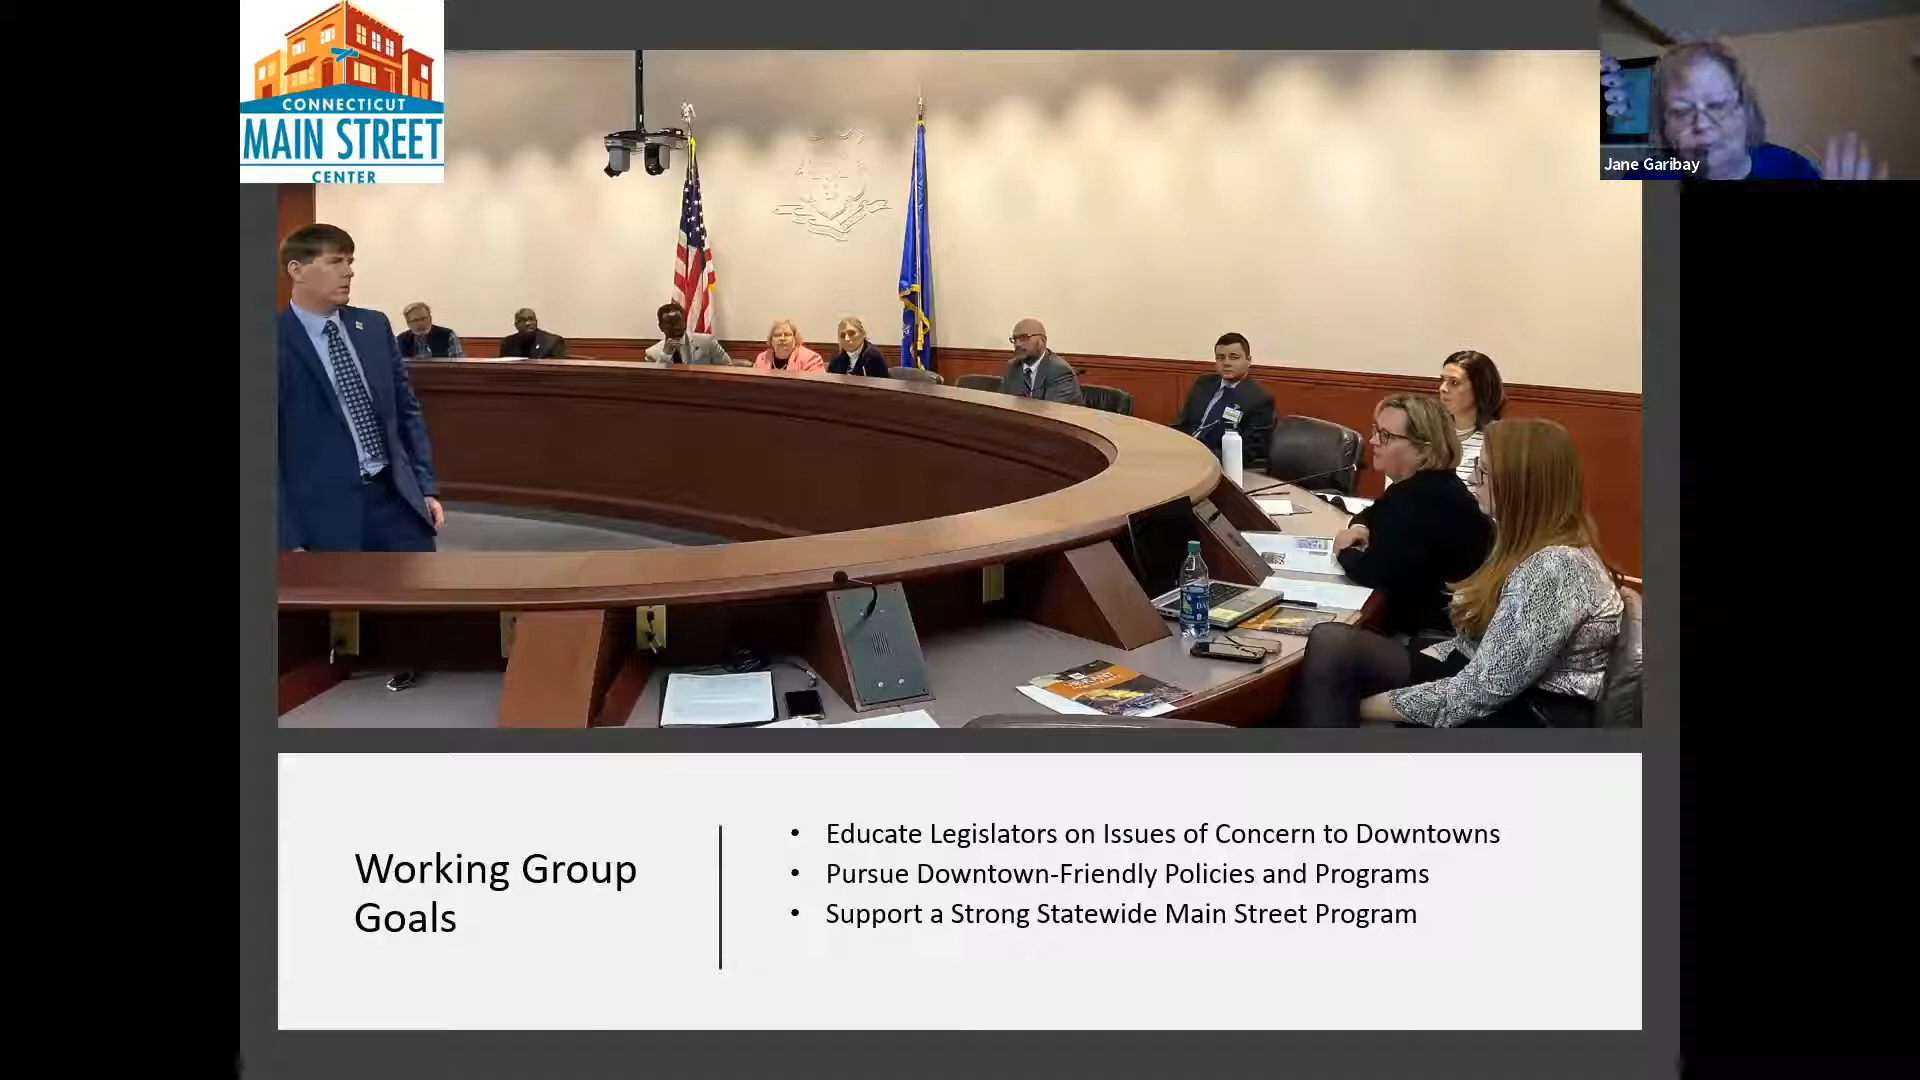 CONNECTICUT
MAIN STREET
CENTER
Jane Garibay
Working Group
Goals
• Educate Legislators on Issues of Concern to Downtowns
• Pursue Downtown-Friendly Policies and Programs
• Support a Strong Statewide Main Street Program